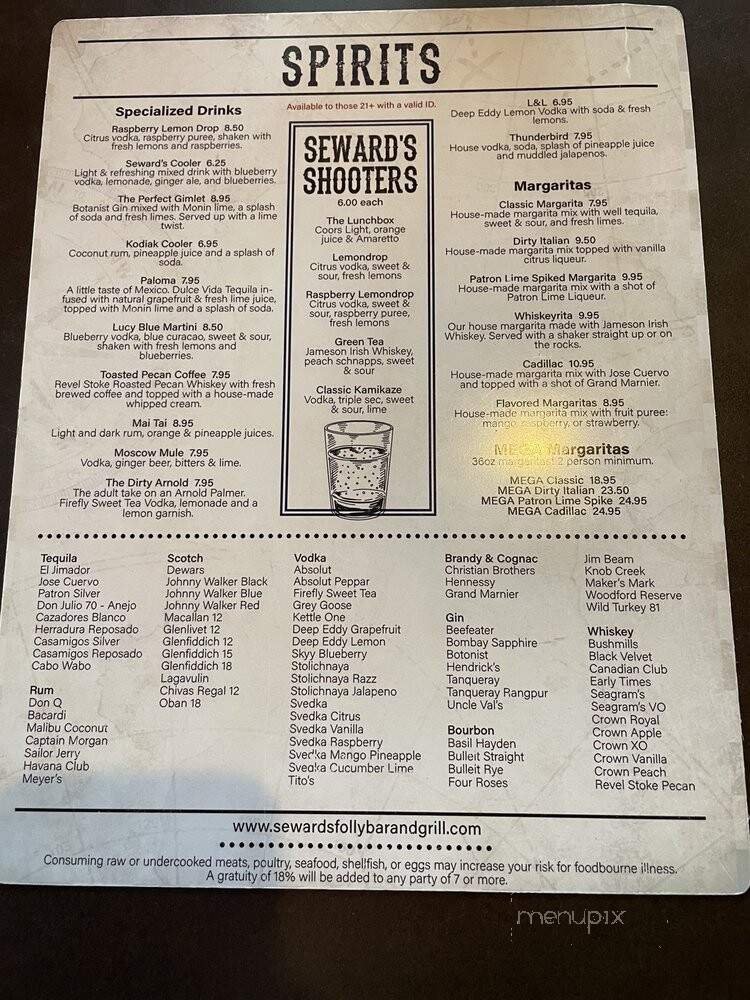 SPIRITS
Specialized Drinks
Raspberry Lemon Drop 8.50
Citrus vodka, raspberry puree, shaken with
fresh lemons and raspberries.
Seward's Cooler 6.25
Light & refreshing mixed drink with blueberry
vodka, lemonade, ginger ale, and blueberries.
The Perfect Gimlet 8.95
Botanist Gin mixed with Monin lime, a splash
of soda and fresh limes. Served up with a lime
twist.
Kodiak Cooler 6.95
Coconut rum, pineapple juice and a splash of
soda.
Paloma 7.95
A little taste of Mexico. Dulce Vida Tequila in-
fused with natural grapefruit & fresh lime juice,
topped with Monin lime and a splash of soda.
Lucy Blue Martini 8.50
Blueberry vodka, blue curacao, sweet & sour,
shaken with fresh lemons and
blueberries.
Toasted Pecan Coffee 7.95
Revel Stoke Roasted Pecan Whiskey with fresh
brewed coffee and topped with a house-made
whipped cream.
Mai Tai 8.95
Light and dark rum, orange & pineapple juices.
Moscow Mule 7.95
Vodka, ginger beer, bitters & lime.
The Dirty Arnold 7.95
The adult take on an Arnold Palmer.
Firefly Sweet Tea Vodka, lemonade and a
lemon garnish.
Available to those 21+ with a valid ID.
SEWARD'S
SHOOTERS
6.00 each
The Lunchbox
Coors Light, orange
juice & Amaretto
Lemondrop
Citrus vodka, sweet &
sour, fresh lemons
Raspberry Lemondrop
Citrus vodka, sweet &
sour, raspberry puree,
fresh lemons
Green Tea
Jameson Irish Whiskey,
peach schnapps, sweet
& sour
Classic Kamikaze
Vodka, triple sec, sweet
& sour, lime
L&L 6.95
Deep Eddy Lemon Vodka with soda & fresh
lemons.
Thunderbird 7.95
House vodka, soda, splash of pineapple juice
and muddled jalapenos.
Margaritas
Classic Margarita 7.95
House-made margarita mix with well tequila,
sweet & sour, and fresh limes.
Dirty Italian 9.50
House-made margarita mix topped with vanilla
citrus liqueur.
Patron Lime Spiked Margarita 9.95
House-made margarita mix with a shot of
Patron Lime Liqueur.
Whiskeyrita 9.95
Our house margarita made with Jameson Irish
Whiskey. Served with a shaker straight up or on
the rocks.
Cadillac 10.95
House-made margarita mix with Jose Cuervo
and topped with a shot of Grand Marnier.
Flavored Margaritas 8.95
House-made margarita mix with fruit puree:
mango, raspberry, or strawberry.
MEGA Margaritas
36oz margaritas! 2 person minimum.
MEGA Classic 18.95
MEGA Dirty Italian 23.50
MEGA Patron Lime Spike 24.95
MEGA Cadillac 24.95
Tequila
El Jimador
Jose Cuervo
Patron Silver
Don Julio 70 - Anejo
Cazadores Blanco
Herradura Reposado
Casamigos Silver
Casamigos Reposado
Cabo Wabo
Rum
Don Q
Bacardi
Malibu Coconut
Captain Morgan
Sailor Jerry
Havana Club
Meyer's
Scotch
Dewars
Johnny Walker Black
Johnny Walker Blue
Johnny Walker Red
Macallan 12
Glenlivet 12
Glenfiddich 12
Glenfiddich 15
Glenfiddich 18
Lagavulin
Chivas Regal 12
Oban 18
Vodka
Absolut
Absolut Peppar
Firefly Sweet Tea
Grey Goose
Kettle One
Deep Eddy Grapefruit
Deep Eddy Lemon
Skyy Blueberry
Stolichnaya
Stolichnaya Razz
Stolichnaya Jalapeno
Svedka
Svedka Citrus
Svedka Vanilla
Svedka Raspberry
Svedka Mango Pineapple
Svedka Cucumber Lime
Tito's
Brandy & Cognac
Christian Brothers
Hennessy
Grand Marnier
Gin
Beefeater
Bombay Sapphire
Botonist
Hendrick's
Tanqueray
Tanqueray Rangpur
Uncle Val's
Bourbon
Basil Hayden
Bulleit Straight
Bulleit Rye
Four Roses
Jim Beam
Knob Creek
Maker's Mark
Woodford Reserve
Wild Turkey 81
Whiskey
Bushmills
Black Velvet
Canadian Club
Early Times
Seagram's
Seagram's VO
Crown Royal
Crown Apple
Crown XO
Crown Vanilla
Crown Peach
Revel Stoke Pecan
www.sewardsfollybarandgrill.com
Consuming raw or undercooked meats, poultry, seafood, shellfish, or eggs may increase your risk for foodbourne illness.
A gratuity of 18% will be added to any party of 7 or more.
menupix